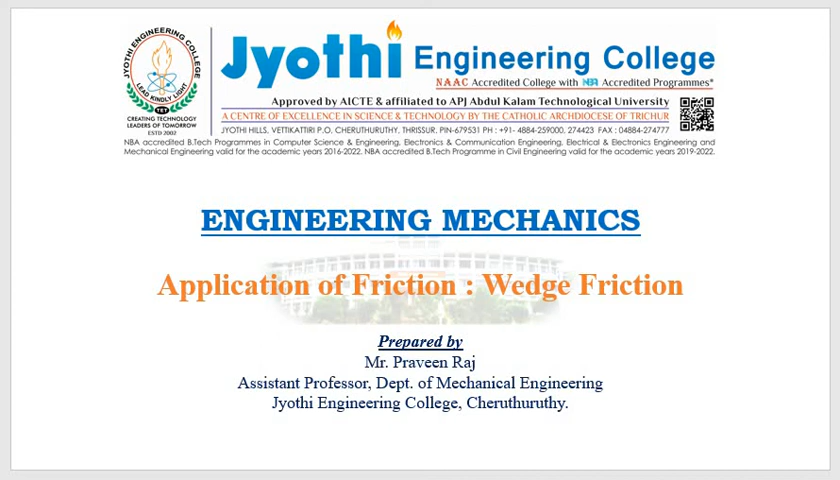 JYOTHI ENGINEERING COLLEGE
LEAD KINDLY LIGHT
JET
CREATING TECHNOLOGY
LEADERS OF TOMORROW
ESTD 2002
Jyothi Engineering College
NAAC Accredited College with NBA Accredited Programmes*
Approved by AICTE & affiliated to APJ Abdul Kalam Technological University
A CENTRE OF EXCELLENCE IN SCIENCE & TECHNOLOGY BY THE CATHOLIC ARCHDIOCESE OF TRICHUR
JYOTHI HILLS, VETTIKATTIRI P.O, CHERUTHURUTHY, THRISSUR. PIN-679531 PH : +91- 4884-259000, 274423 FAX : 04884-274777
NBA accredited B.Tech Programmes in Computer Science & Engineering, Electronics & Communication Engineering, Electrical & Electronics Engineering and
Mechanical Engineering valid for the academic years 2016-2022. NBA accredited B.Tech Programme in Civil Engineering valid for the academic years 2019-2022.
ENGINEERING MECHANICS
Application of Friction : Wedge Friction
Prepared by
Mr. Praveen Raj
Assistant Professor, Dept. of Mechanical Engineering
Jyothi Engineering College, Cheruthuruthy.